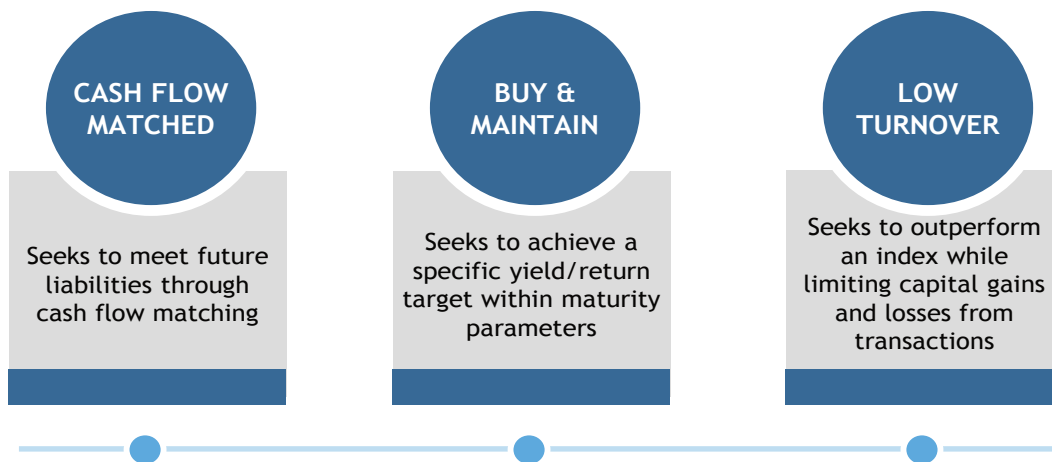 CASH FLOW
MATCHED
Seeks to meet future
liabilities through
cash flow matching
BUY &
MAINTAIN
Seeks to achieve a
specific yield/return
target within maturity
parameters
LOW
TURNOVER
Seeks to outperform
an index while
limiting capital gains
and losses from
transactions